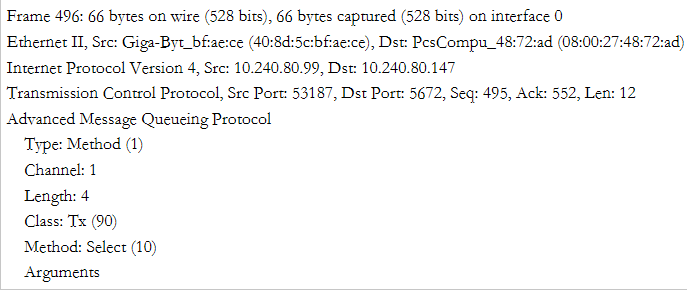 Frame 496: 66 bytes on wire (528 bits), 66 bytes captured (528 bits) on interface 0
Ethernet II, Src: Giga-Byt_bf:ae:ce (40:8d:5c:bf:ae:ce), Dst: PcsCompu_48:72:ad (08:00:27:48:72:ad)
Internet Protocol Version 4, Src: 10.240.80.99, Dst: 10.240.80.147
Transmission Control Protocol, Src Port: 53187, Dst Port: 5672, Seq: 495, Ack: 552, Len: 12
Advanced Message Queueing Protocol
Type: Method (1)
Channel: 1
Length: 4
Class: Tx (90)
Method: Select (10)
Arguments